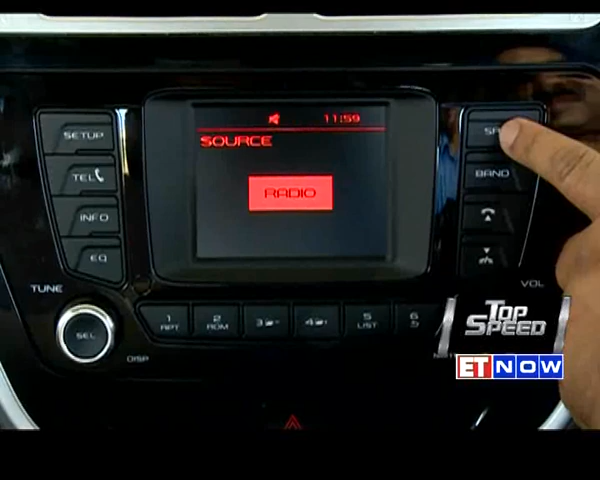 11:59
SOURCE
RADIO
SETUP
TEL
INFO
EQ
BAND
TUNE
VOL
SEL
DISP
1
RPT
2
RDM
3
4
5
LIST
6
TOP
SPEED
ET NOW